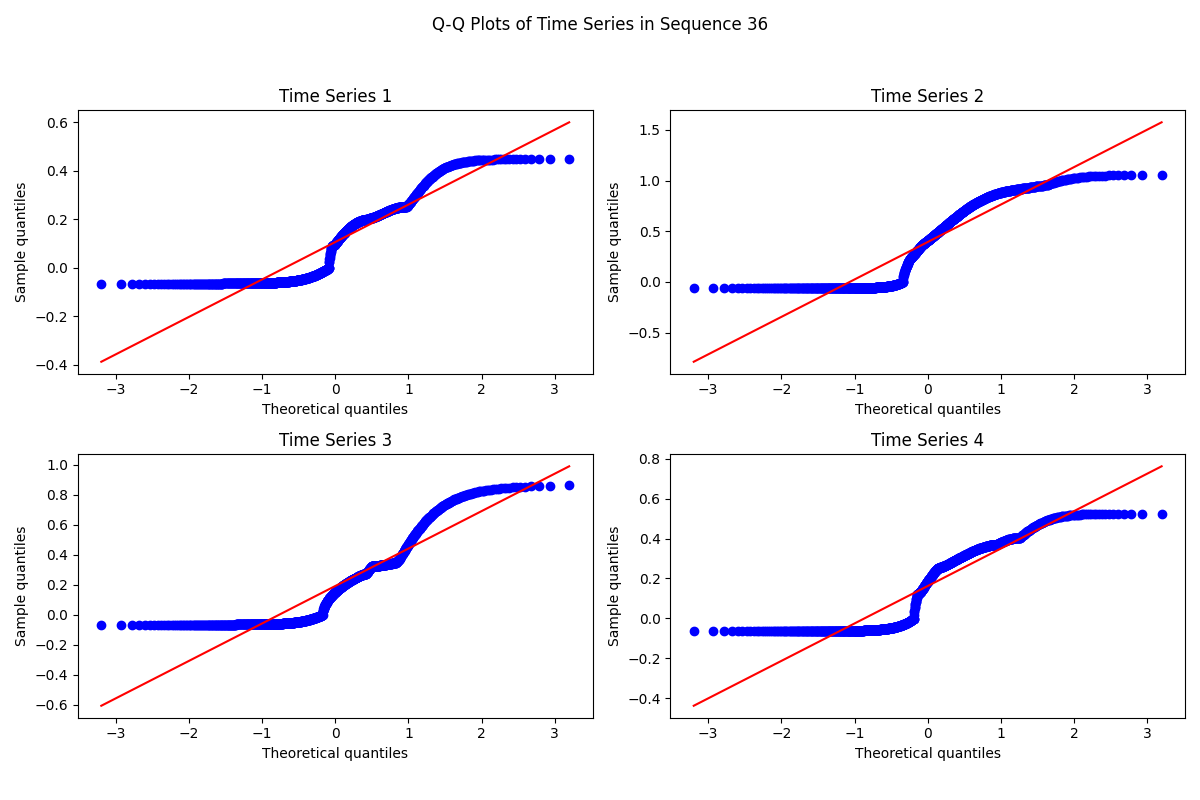 Q-Q Plots of Time Series in Sequence 36
Time Series 1
0.6
0.4
0.2
0.0
−0.2
−0.4
Sample quantiles
−3 −2 −1 0 1 2 3
Theoretical quantiles
Time Series 2
1.5
1.0
0.5
0.0
−0.5
Sample quantiles
−3 −2 −1 0 1 2 3
Theoretical quantiles
Time Series 3
1.0
0.8
0.6
0.4
0.2
0.0
−0.2
−0.4
−0.6
Sample quantiles
−3 −2 −1 0 1 2 3
Theoretical quantiles
Time Series 4
0.8
0.6
0.4
0.2
0.0
−0.2
−0.4
Sample quantiles
−3 −2 −1 0 1 2 3
Theoretical quantiles